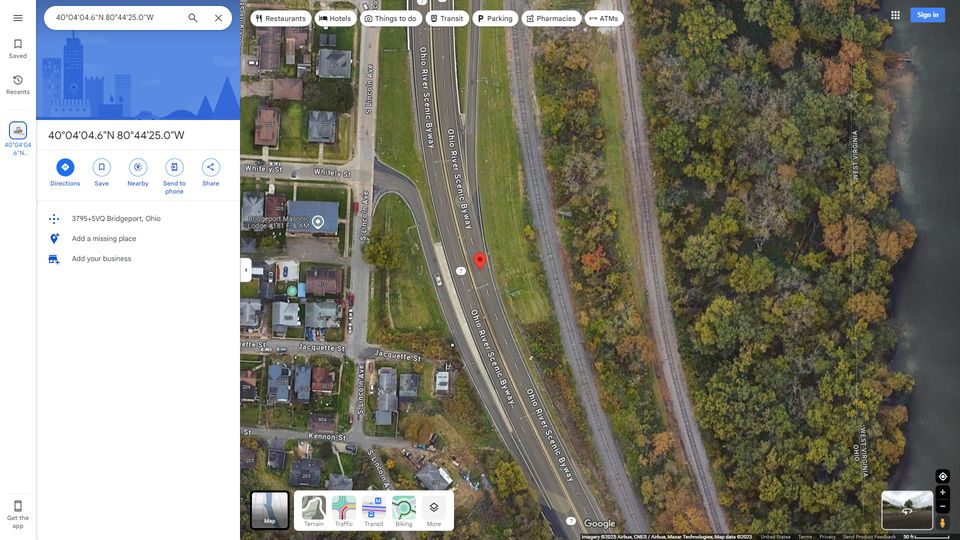 40°04'04.6"N 80°44'25.0"W
Restaurants
Hotels
Things to do
Transit
Parking
Pharmacies
ATMs
Sign in
Saved
Recents
40°04'04
.6"N...
40°04'04.6"N 80°44'25.0"W
Directions
Save
Nearby
Send to
phone
Share
3795+5VQ Bridgeport, Ohio
Add a missing place
Add your business
Get the
app
S Lincoln Ave
Ohio River Scenic Byway
Ohio River Scenic Byway
Whitely St
Whitely St
S Lincoln Ave
Bridgeport Masonic
Lodge #181 F & AM
7
Ohio River Scenic Byway
Ohio River Scenic Byway
Jacquette St
Jacquette St
S Lincoln Ave
Kennon St
S Lincoln Ave
7
WEST VIRGINIA
WEST VIRGINIA
OHIO
Map
Terrain
Traffic
Transit
Biking
More
Google
Imagery ©2025 Airbus, CNES / Airbus, Maxar Technologies, Map data ©2025
United States
Terms
Privacy
Send Product Feedback
50 ft